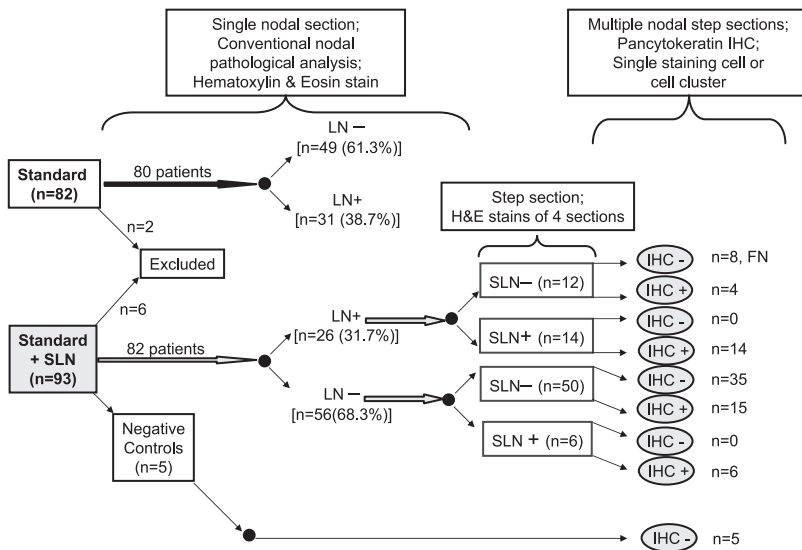 Single nodal section;
Conventional nodal
pathological analysis;
Hematoxylin & Eosin stain
Multiple nodal step sections;
Pancytokeratin IHC;
Single staining cell or
cell cluster
LN −
[n=49 (61.3%)]
Standard
(n=82)
80 patients
LN+
[n=31 (38.7%)]
n=2
Excluded
n=6
Step section;
H&E stains of 4 sections
Standard
+ SLN
(n=93)
82 patients
LN+
[n=26 (31.7%)]
LN −
[n=56(68.3%)]
SLN− (n=12)
SLN+ (n=14)
SLN− (n=50)
SLN + (n=6)
IHC - n=8, FN
IHC + n=4
IHC - n=0
IHC + n=14
IHC - n=35
IHC + n=15
IHC - n=0
IHC + n=6
Negative
Controls
(n=5)
IHC - n=5